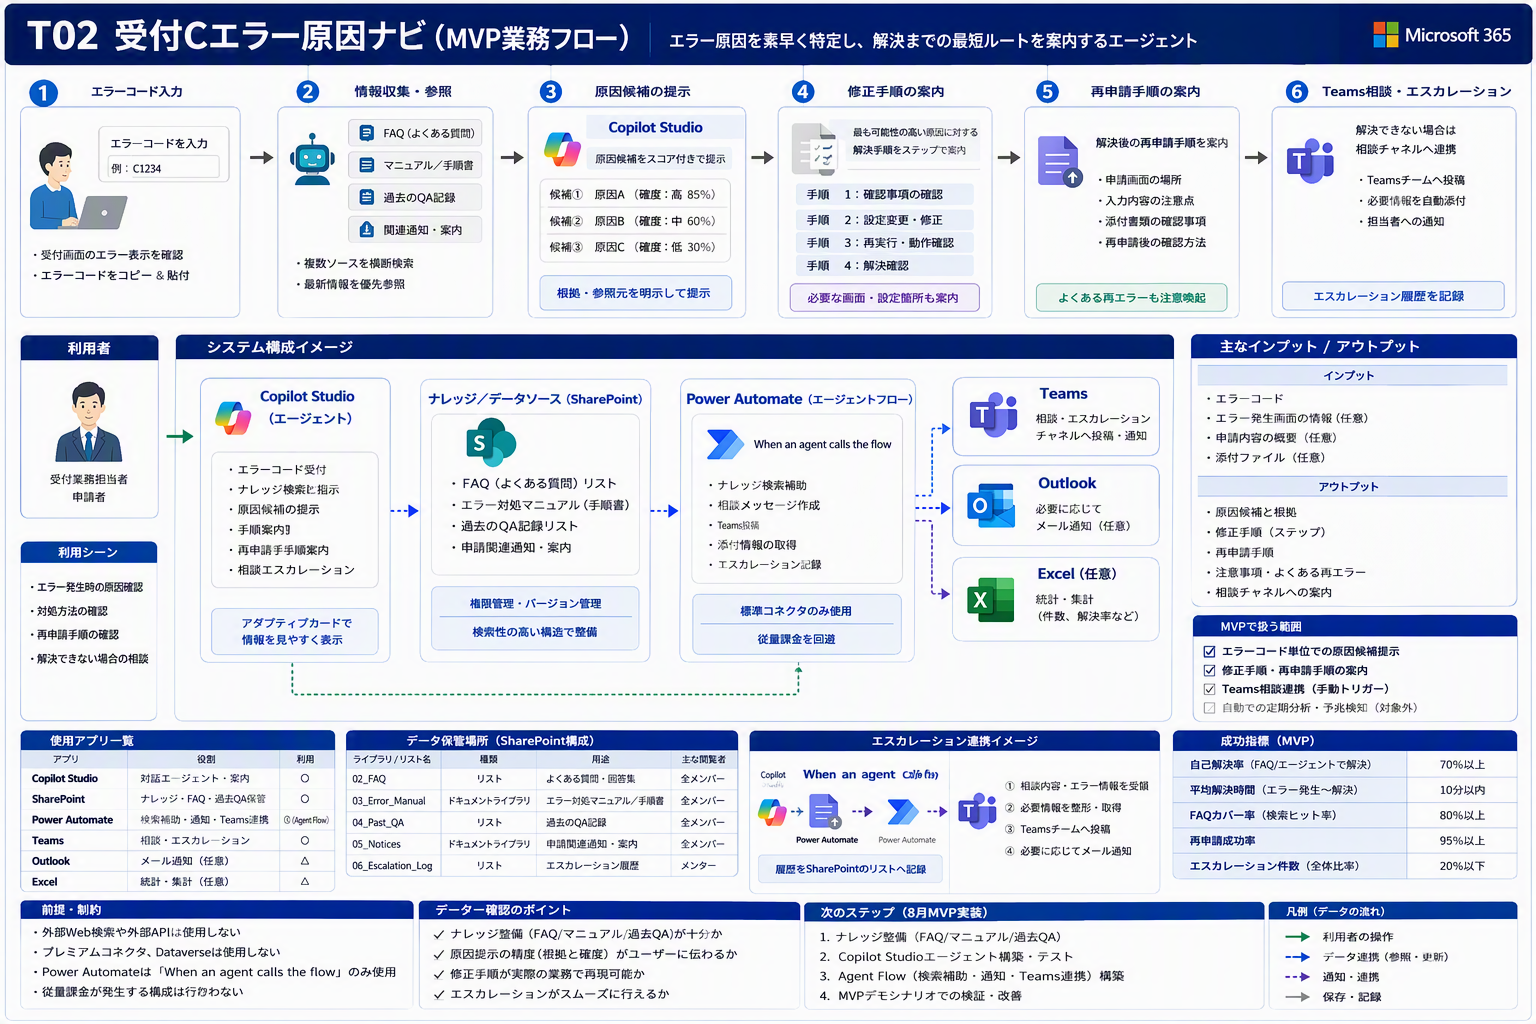 T02 受付Cエラー原因ナビ（MVP業務フロー）
エラー原因を素早く特定し、解決までの最短ルートを案内するエージェント
Microsoft 365
1 エラーコード入力
エラーコードを入力
例：C1234
・受付画面のエラー表示を確認
・エラーコードをコピー & 貼付
2 情報収集・参照
FAQ（よくある質問）
マニュアル／手順書
過去のQA記録
関連通知・案内
・複数ソースを横断検索
・最新情報を優先参照
3 原因候補の提示
Copilot Studio
原因候補をスコア付きで提示
候補① 原因A （確度：高 85%）
候補② 原因B （確度：中 60%）
候補③ 原因C （確度：低 30%）
根拠・参照元を明示して提示
4 修正手順の案内
最も可能性の高い原因に対する
解決手順をステップで案内
手順 1：確認事項の確認
手順 2：設定変更・修正
手順 3：再実行・動作確認
手順 4：解決確認
必要な画面・設定箇所も案内
5 再申請手順の案内
解決後の再申請手順を案内
・申請画面の場所
・入力内容の注意点
・添付書類の確認事項
・再申請後の確認方法
よくある再エラーも注意喚起
6 Teams相談・エスカレーション
解決できない場合は
相談チャネルへ連携
・Teamsチームへ投稿
・必要情報を自動添付
・担当者への通知
エスカレーション履歴を記録
利用者
受付業務担当者
申請者
利用シーン
・エラー発生時の原因確認
・対処方法の確認
・再申請手順の確認
・解決できない場合の相談
システム構成イメージ
Copilot Studio
（エージェント）
・エラーコード受付
・ナレッジ検索
・原因候補の提示
・手順案内
・再申請手手順案内
・相談エスカレーション
アダプティブカードで
情報を見やすく表示
ナレッジ／データソース（SharePoint）
・FAQ（よくある質問）リスト
・エラー対処マニュアル（手順書）
・過去のQA記録リスト
・申請関連通知・案内
権限管理・バージョン管理
検索性の高い構造で整備
Power Automate（エージェントフロー）
When an agent calls the flow
・ナレッジ検索補助
・相談メッセージ作成
・Teams投稿
・添付情報の取得
・エスカレーション記録
標準コネクタのみ使用
従量課金を回避
Teams
相談・エスカレーション
チャネルへ投稿・通知
Outlook
必要に応じて
メール通知（任意）
Excel（任意）
統計・集計
（件数、解決率など）
主なインプット / アウトプット
インプット
・エラーコード
・エラー発生画面の情報（任意）
・申請内容の概要（任意）
・添付ファイル（任意）
アウトプット
・原因候補と根拠
・修正手順（ステップ）
・再申請手順
・注意事項・よくある再エラー
・相談チャネルへの案内
MVPで扱う範囲
エラーコード単位での原因候補提示
修正手順・再申請手順の案内
Teams相談連携（手動トリガー）
自動での定期分析・予兆検知（対象外）
使用アプリ一覧
アプリ 役割 利用
Copilot Studio 対話エージェント・案内 〇
SharePoint ナレッジ・FAQ・過去QA保管 〇
Power Automate 検索補助・通知・Teams連携 (Agent Flow)
Teams 相談・エスカレーション 〇
Outlook メール通知（任意） △
Excel 統計・集計（任意） △
データ保管場所（SharePoint構成）
ライブラリ / リスト名 種類 用途 主な閲覧者
02_FAQ リスト よくある質問・回答集 全メンバー
03_Error_Manual ドキュメントライブラリ エラー対処マニュアル／手順書 全メンバー
04_Past_QA リスト 過去のQA記録 全メンバー
05_Notices ドキュメントライブラリ 申請関連通知・案内 全メンバー
06_Escalation_Log リスト エスカレーション履歴 メンター
エスカレーション連携イメージ
Copilot
When an agent
Power Automate
Power Automate
履歴をSharePointのリストへ記録
① 相談内容・エラー情報を受領
② 必要情報を整形・取得
③ Teamsチームへ投稿
④ 必要に応じてメール通知
成功指標（MVP）
自己解決率（FAQ/エージェントで解決） 70%以上
平均解決時間（エラー発生～解決） 10分以内
FAQカバー率（検索ヒット率） 80%以上
再申請成功率 95%以上
エスカレーション件数（全体比率） 20%以下
前提・制約
・外部Web検索や外部APIは使用しない
・プレミアムコネクタ、Dataverseは使用しない
・Power Automateは「When an agent calls the flow」のみ使用
・従量課金が発生する構成は行わない
データー確認のポイント
✓ ナレッジ整備（FAQ/マニュアル/過去QA）が十分か
✓ 原因提示の精度（根拠と確度）がユーザーに伝わるか
✓ 修正手順が実際の業務で再現可能か
✓ エスカレーションがスムーズに行えるか
次のステップ（8月MVP実装）
1. ナレッジ整備（FAQ/マニュアル/過去QA）
2. Copilot Studioエージェント構築・テスト
3. Agent Flow（検索補助・通知・Teams連携）構築
4. MVPデモシナリオでの検証・改善
凡例（データの流れ）
利用者の操作
データ連携（参照・更新）
通知・連携
保存・記録